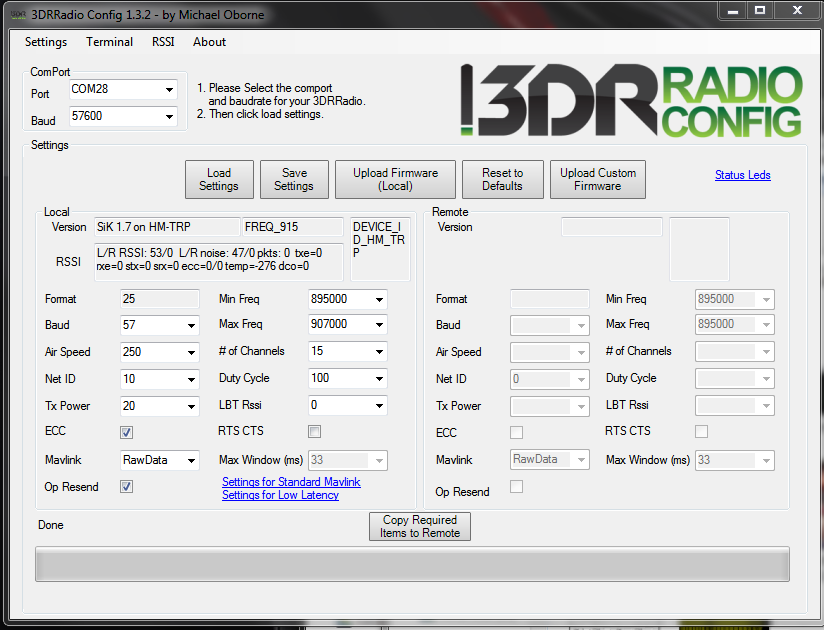 3DRRadio Config 1.3.2 - by Michael Oborne
Settings Terminal RSSI About
ComPort
Port COM28
Baud 57600
1. Please Select the comport
and baudrate for your 3DRRadio.
2. Then click load settings.
!3DR RADIO CONFIG
Settings
Load Settings
Save Settings
Upload Firmware (Local)
Reset to Defaults
Upload Custom Firmware
Status Leds
Local
Version SiK 1.7 on HM-TRP FREQ_915 DEVICE_I
D_HM_TR
P
RSSI
L/R RSSI: 53/0 L/R noise: 47/0 pkts: 0 txe=0
rxe=0 stx=0 srx=0 ecc=0/0 temp=-276 dco=0
Format 25 Min Freq 895000
Baud 57 Max Freq 907000
Air Speed 250 # of Channels 15
Net ID 10 Duty Cycle 100
Tx Power 20 LBT Rssi 0
ECC RTS CTS
Mavlink RawData Max Window (ms) 33
Op Resend Settings for Standard Mavlink
Settings for Low Latency
Remote
Version
Format Min Freq 895000
Baud Max Freq 895000
Air Speed # of Channels
Net ID 0 Duty Cycle
Tx Power LBT Rssi
ECC RTS CTS
Mavlink RawData Max Window (ms) 33
Op Resend
Done
Copy Required
Items to Remote